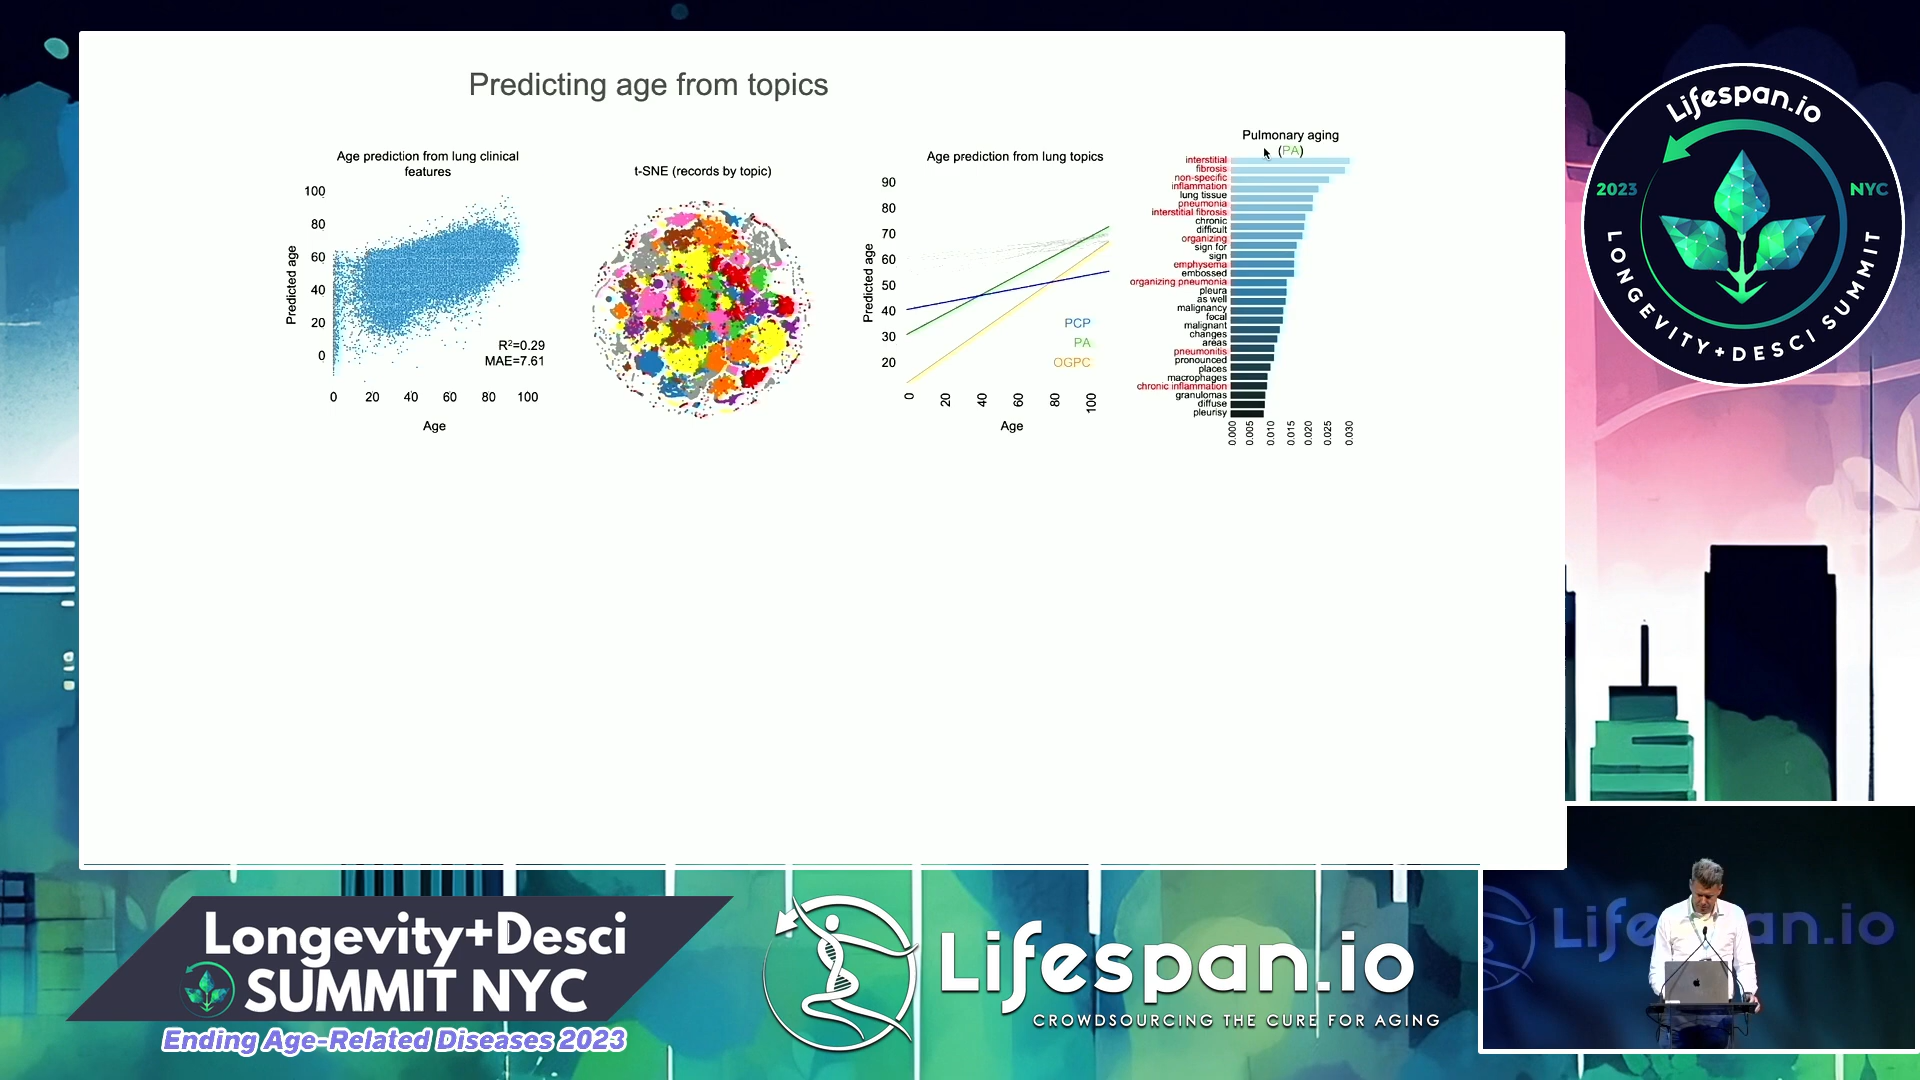 Predicting age from topics
Age prediction from lung clinical
features
100
80
60
40
20
0
Predicted age
R²=0.29
MAE=7.61
0 20 40 60 80 100
Age
t-SNE (records by topic)
Age prediction from lung topics
90
80
70
60
50
40
30
20
Predicted age
PCP
PA
OGPC
0 20 40 60 80 100
Age
Pulmonary aging
(PA)
interstitial
fibrosis
non-specific
inflammation
lung tissue
pneumonia
interstitial fibrosis
chronic
difficult
organizing
sign for
sign
emphysema
embossed
organizing pneumonia
pleura
as well
malignancy
focal
malignant
changes
areas
pneumonitis
pronounced
places
macrophages
chronic inflammation
granulomas
diffuse
pleurisy
0.000 0.005 0.010 0.015 0.020 0.025 0.030
Lifespan.io
2023
NYC
LONGEVITY+DESCI SUMMIT
Longevity+Desci
SUMMIT NYC
Ending Age-Related Diseases 2023
Lifespan.io
CROWDSOURCING THE CURE FOR AGING
Lifespan.io